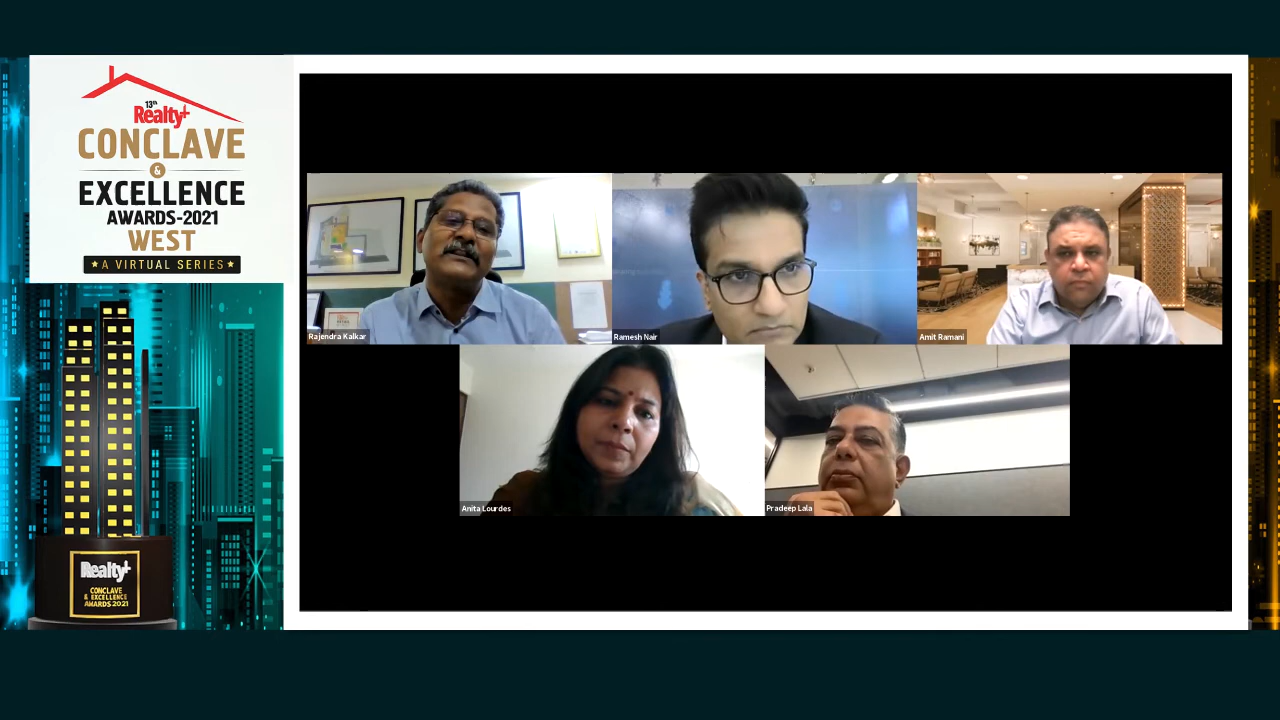 13th
Realty+
CONCLAVE
&
EXCELLENCE
AWARDS-2021
WEST
★ A VIRTUAL SERIES ★
Rajendra Kalkar
Ramesh Nair
Amit Ramani
Anita Lourdes
Pradeep Lala
Realty+
CONCLAVE
& EXCELLENCE
AWARDS 2021